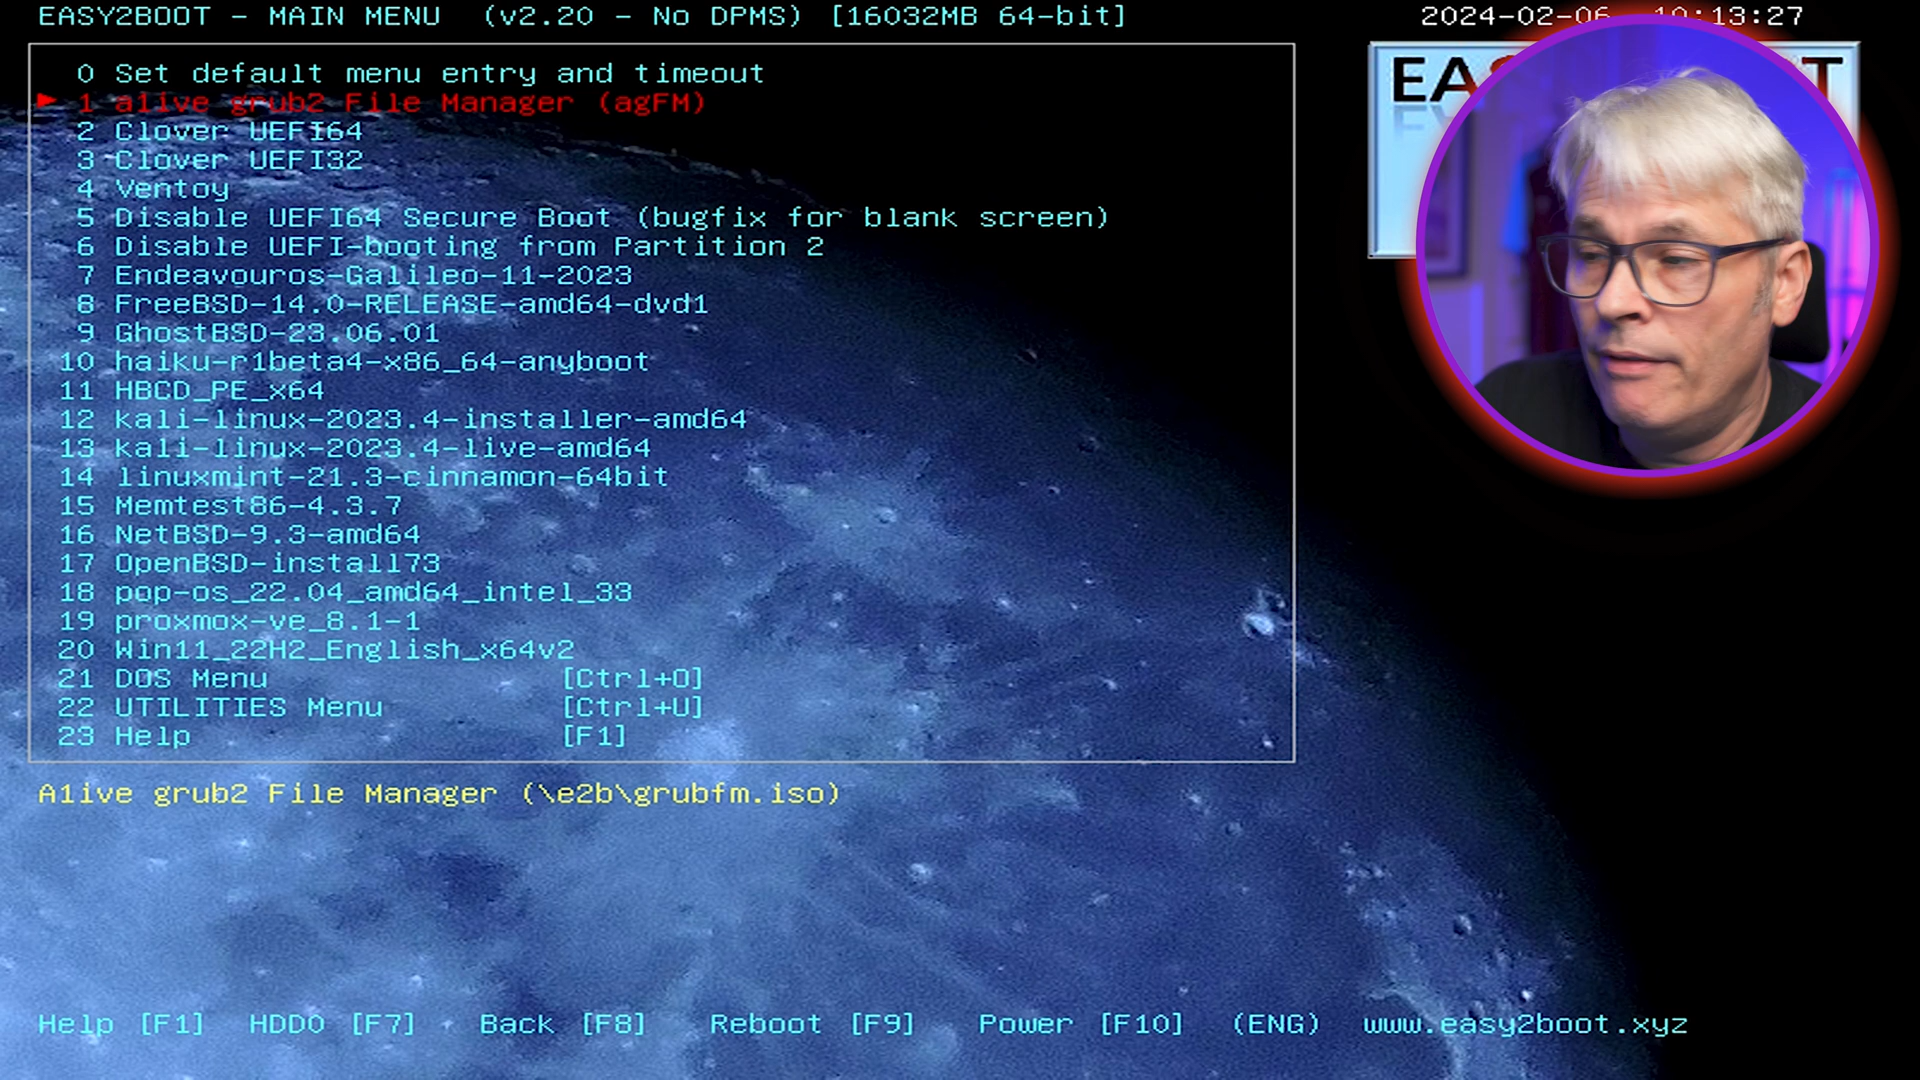 EASY2BOOT - MAIN MENU (v2.20 - No DPMS) [16032MB 64-bit]
2024-02-06 10:13:27
0 Set default menu entry and timeout
1 a1ive grub2 File Manager (agFM)
2 Clover UEFI64
3 Clover UEFI32
4 Ventoy
5 Disable UEFI64 Secure Boot (bugfix for blank screen)
6 Disable UEFI-booting from Partition 2
7 Endeavouros-Galileo-11-2023
8 FreeBSD-14.0-RELEASE-amd64-dvd1
9 GhostBSD-23.06.01
10 haiku-r1beta4-x86_64-anyboot
11 HBCD_PE_x64
12 kali-linux-2023.4-installer-amd64
13 kali-linux-2023.4-live-amd64
14 linuxmint-21.3-cinnamon-64bit
15 Memtest86-4.3.7
16 NetBSD-9.3-amd64
17 OpenBSD-install73
18 pop-os_22.04_amd64_intel_33
19 proxmox-ve_8.1-1
20 Win11_22H2_English_x64v2
21 DOS Menu [Ctrl+O]
22 UTILITIES Menu [Ctrl+U]
23 Help [F1]
A1ive grub2 File Manager (\e2b\grubfm.iso)
Help [F1] HDD0 [F7] Back [F8] Reboot [F9] Power [F10] (ENG) www.easy2boot.xyz